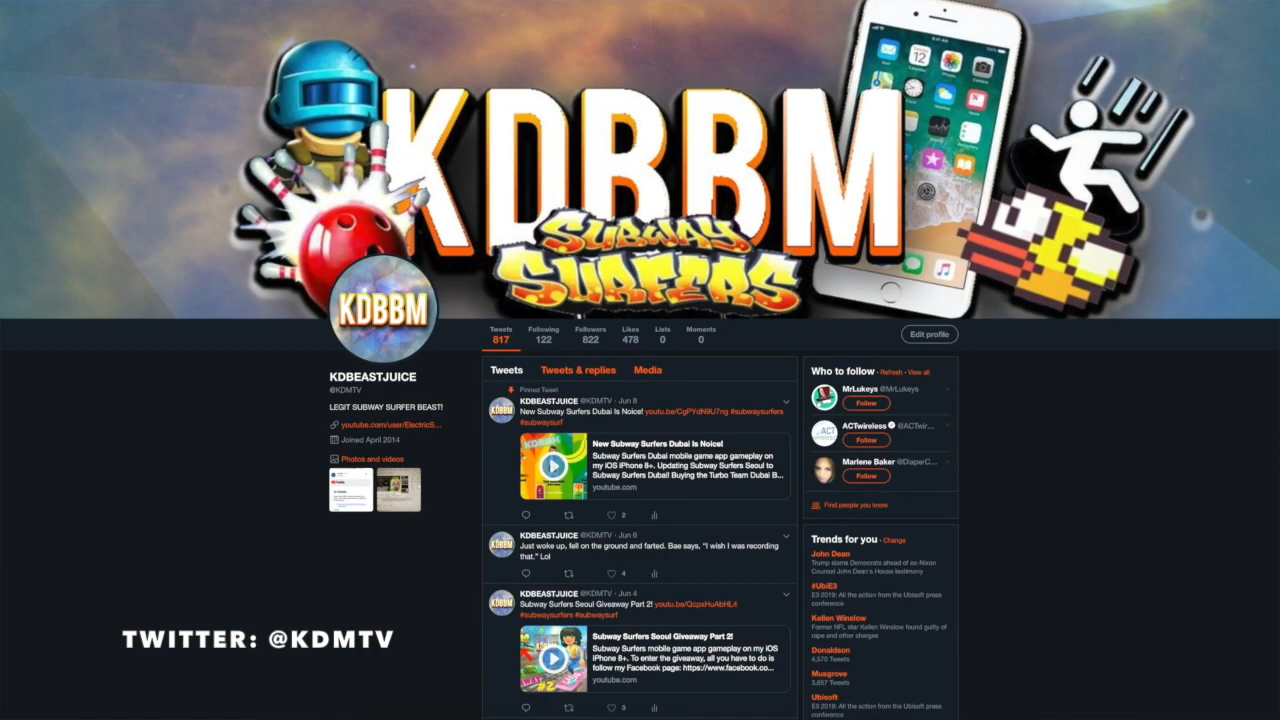 KDBBM
SUBWAY
SURFERS
KDBBM
Tweets
817
Following
122
Followers
822
Likes
478
Lists
0
Moments
0
Edit profile
KDBEASTJUICE
@KDMTV
LEGIT SUBWAY SURFER BEAST!
youtube.com/user/ElectricS...
Joined April 2014
Photos and videos
Tweets Tweets & replies Media
Pinned Tweet
KDBEASTJUICE @KDMTV · Jun 8
New Subway Surfers Dubai Is Noice! youtu.be/CgPYdN9U7ng #subwaysurfers
#subwaysurf
New Subway Surfers Dubai Is Noice!
Subway Surfers Dubai mobile game app gameplay on
my iOS iPhone 8+. Updating Subway Surfers Seoul to
Subway Surfers Dubai! Buying the Turbo Team Dubai B...
youtube.com
2
KDBEASTJUICE @KDMTV · Jun 6
Just woke up, fell on the ground and farted. Bae says, "I wish I was recording
that." Lol
4
KDBEASTJUICE @KDMTV · Jun 4
Subway Surfers Seoul Giveaway Part 2! youtu.be/QcpxHuAbHL4
#subwaysurfers #subwaysurf
Subway Surfers Seoul Giveaway Part 2!
Subway Surfers mobile game app gameplay on my iOS
iPhone 8+. To enter the giveaway, all you have to do is
follow my Facebook page: https://www.facebook.co...
youtube.com
#2
3
Who to follow · Refresh · View all
MrLukeys @MrLukeys
Follow
ACTwireless @ACTwir...
Follow
Marlene Baker @DiaperC...
Follow
Find people you know
Trends for you · Change
John Dean
Trump slams Democrats ahead of ex-Nixon
Counsel John Dean's House testimony
#UbiE3
E3 2019: All the action from the Ubisoft press
conference
Kellen Winslow
Former NFL star Kellen Winslow found guilty of
rape and other charges
Donaldson
4,570 Tweets
Musgrove
3,657 Tweets
Ubisoft
E3 2019: All the action from the Ubisoft press
conference
TWITTER: @KDMTV